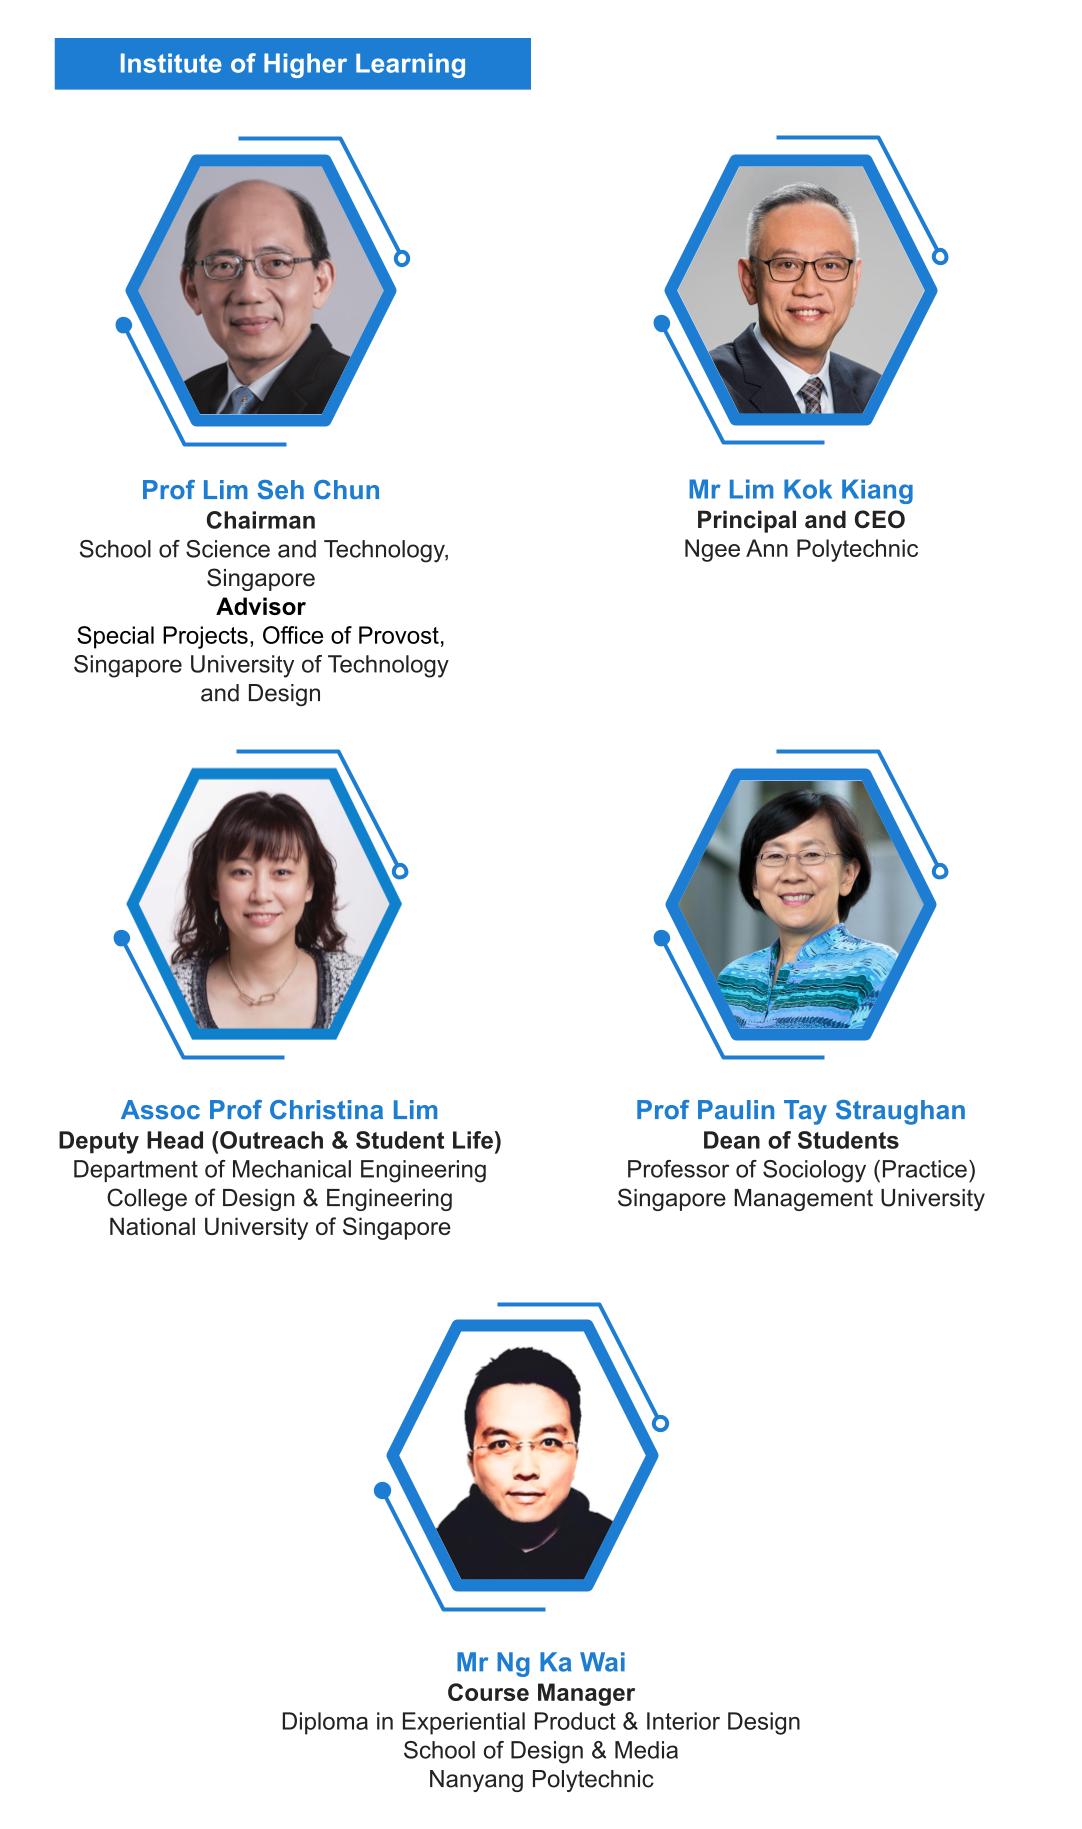 Institute of Higher Learning
Prof Lim Seh Chun
Chairman
School of Science and Technology,
Singapore
Advisor
Special Projects, Office of Provost,
Singapore University of Technology
and Design
Mr Lim Kok Kiang
Principal and CEO
Ngee Ann Polytechnic
Assoc Prof Christina Lim
Deputy Head (Outreach & Student Life)
Department of Mechanical Engineering
College of Design & Engineering
National University of Singapore
Prof Paulin Tay Straughan
Dean of Students
Professor of Sociology (Practice)
Singapore Management University
Mr Ng Ka Wai
Course Manager
Diploma in Experiential Product & Interior Design
School of Design & Media
Nanyang Polytechnic